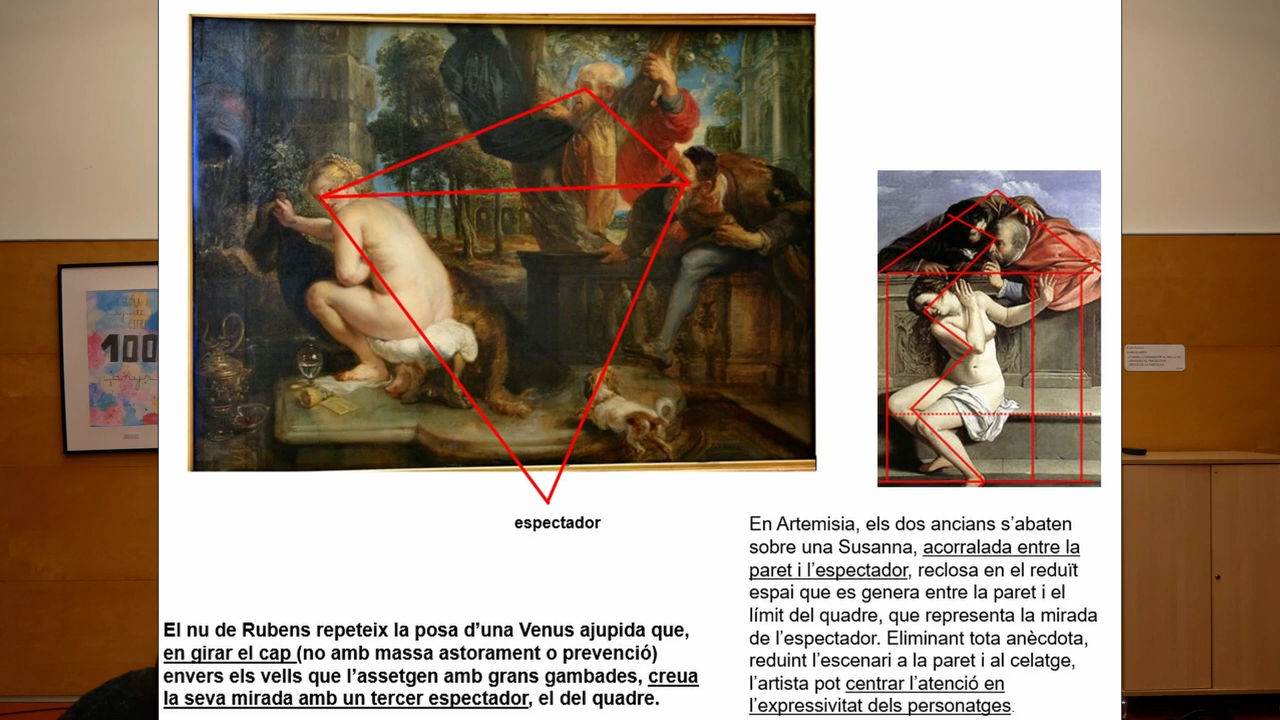 100
espectador
El nu de Rubens repeteix la posa d’una Venus ajupida que,
en girar el cap (no amb massa astorament o prevenció)
envers els vells que l’assetgen amb grans gambades, creua
la seva mirada amb un tercer espectador, el del quadre.
En Artemisia, els dos ancians s’abaten
sobre una Susanna, acorralada entre la
paret i l’espectador, reclosa en el reduït
espai que es genera entre la paret i el
límit del quadre, que representa la mirada
de l’espectador. Eliminant tota anècdota,
reduint l’escenari a la paret i al celatge,
l’artista pot centrar l’atenció en
l’expressivitat dels personatges.